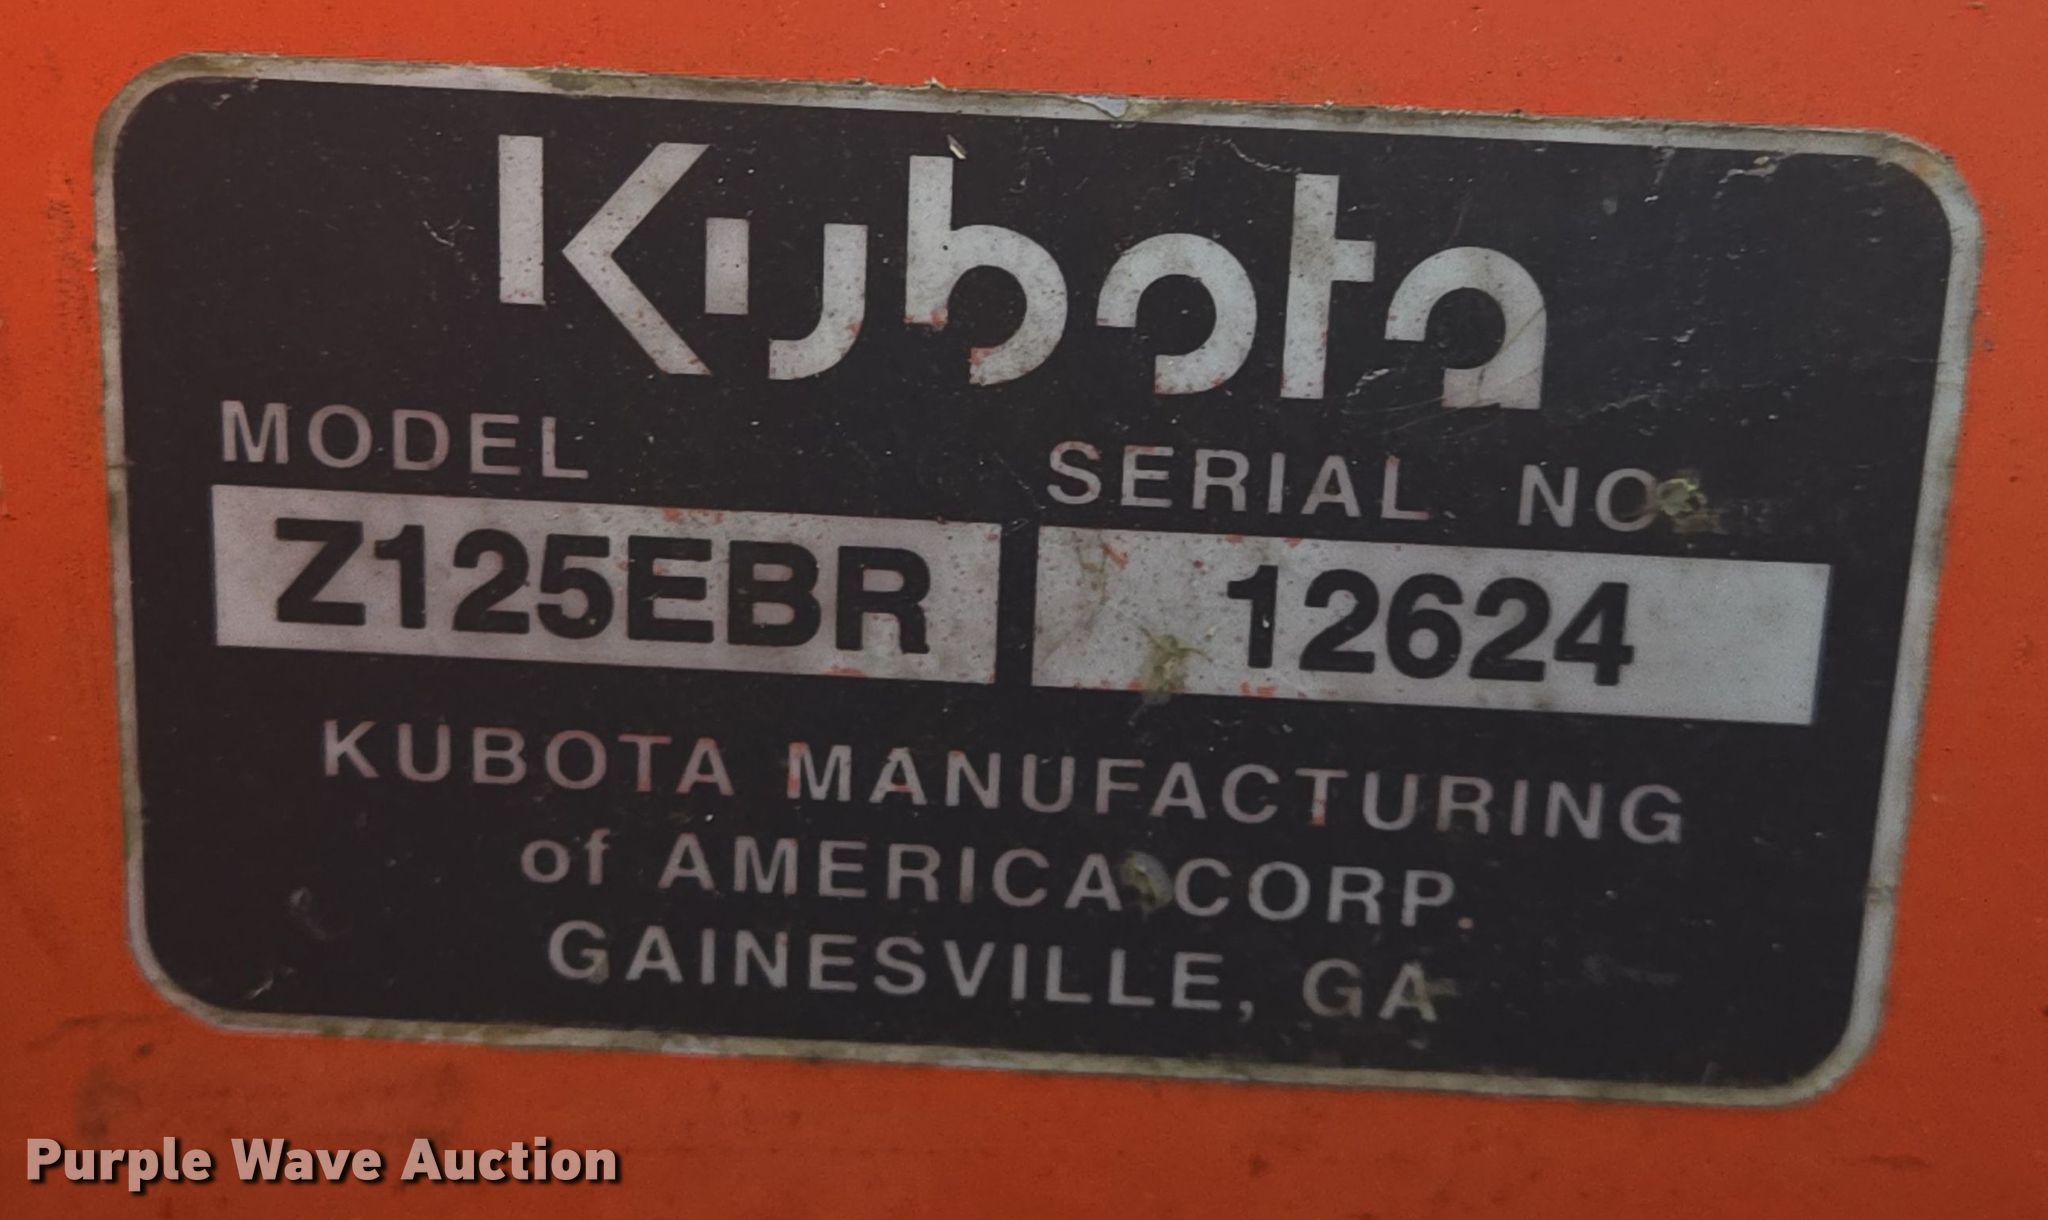 Kubota
MODEL SERIAL NO.
Z125EBR 12624
KUBOTA MANUFACTURING
of AMERICA CORP.
GAINESVILLE, GA
Purple Wave Auction